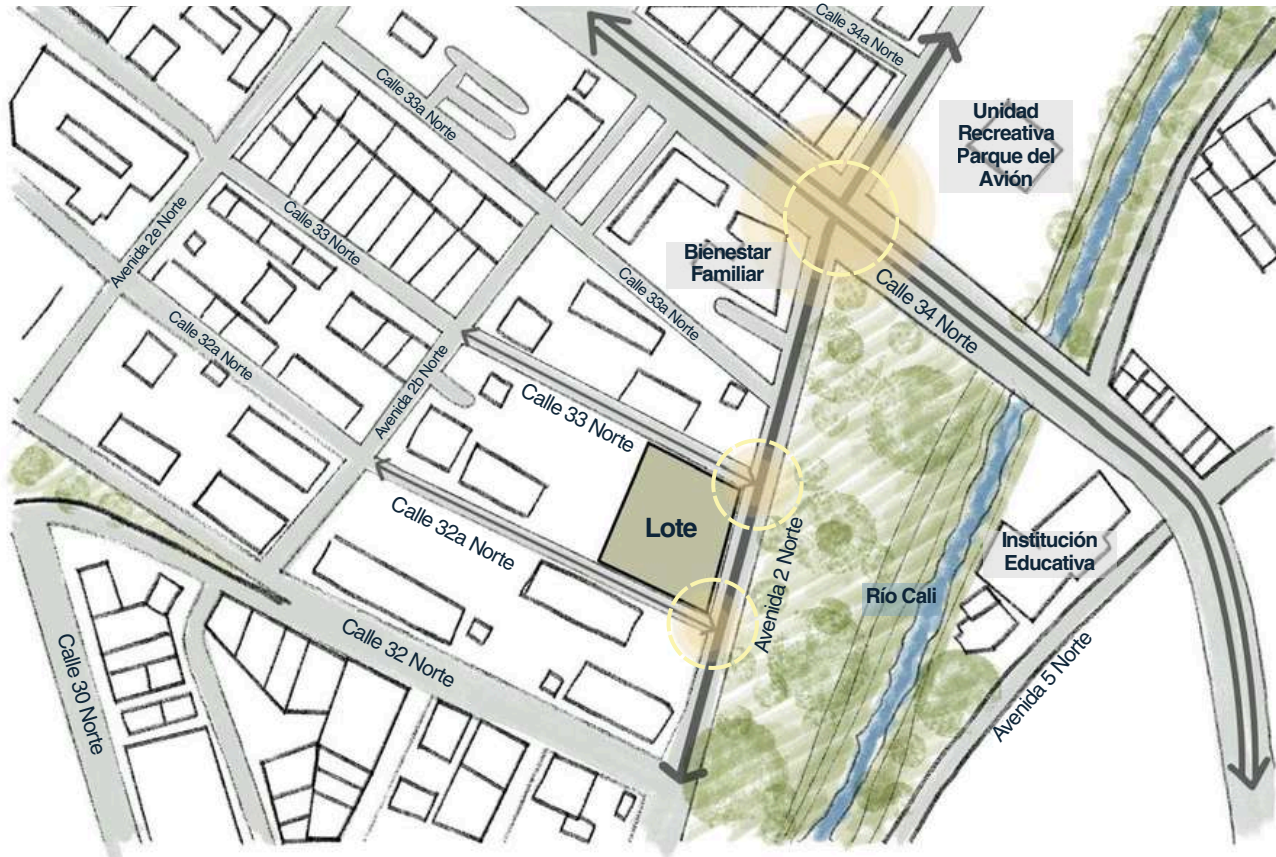 Calle 34a Norte
Calle 33a Norte
Unidad
Recreativa
Parque del
Avión
Avenida 2e Norte
Calle 33 Norte
Bienestar
Familiar
Calle 33a Norte
Calle 34 Norte
Calle 32a Norte
Avenida 2b Norte
Calle 33 Norte
Calle 32a Norte
Lote
Avenida 2 Norte
Institución
Educativa
Río Cali
Calle 32 Norte
Calle 30 Norte
Avenida 5 Norte